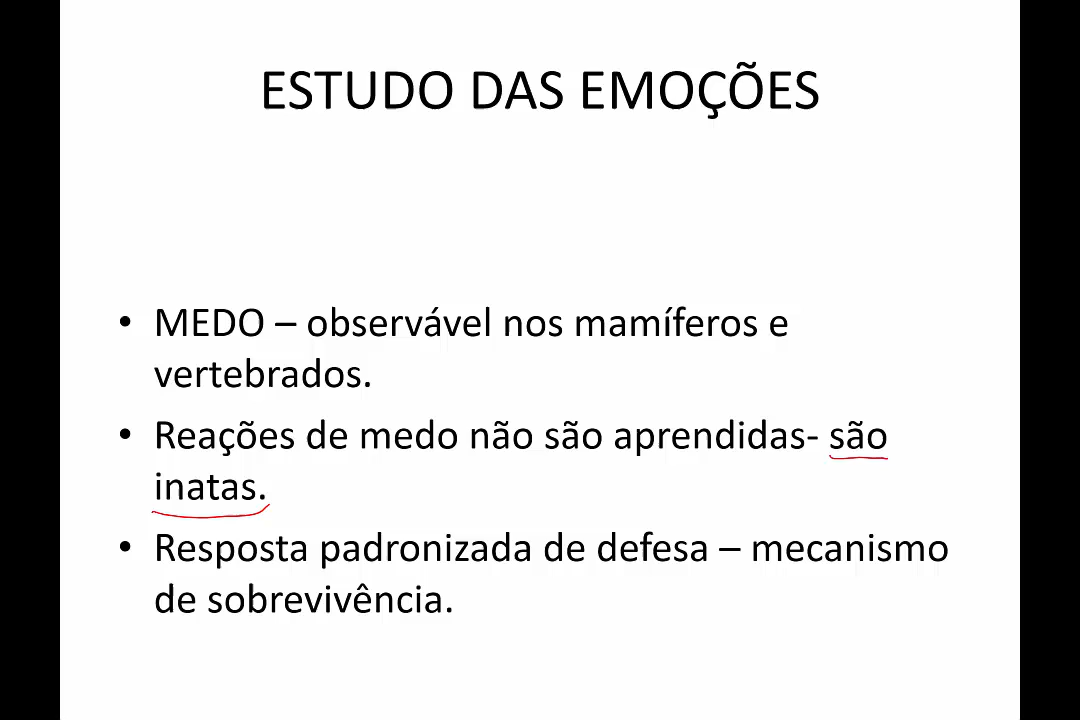 ESTUDO DAS EMOÇÕES
• MEDO – observável nos mamíferos e
vertebrados.
• Reações de medo não são aprendidas- são
inatas.
• Resposta padronizada de defesa – mecanismo
de sobrevivência.